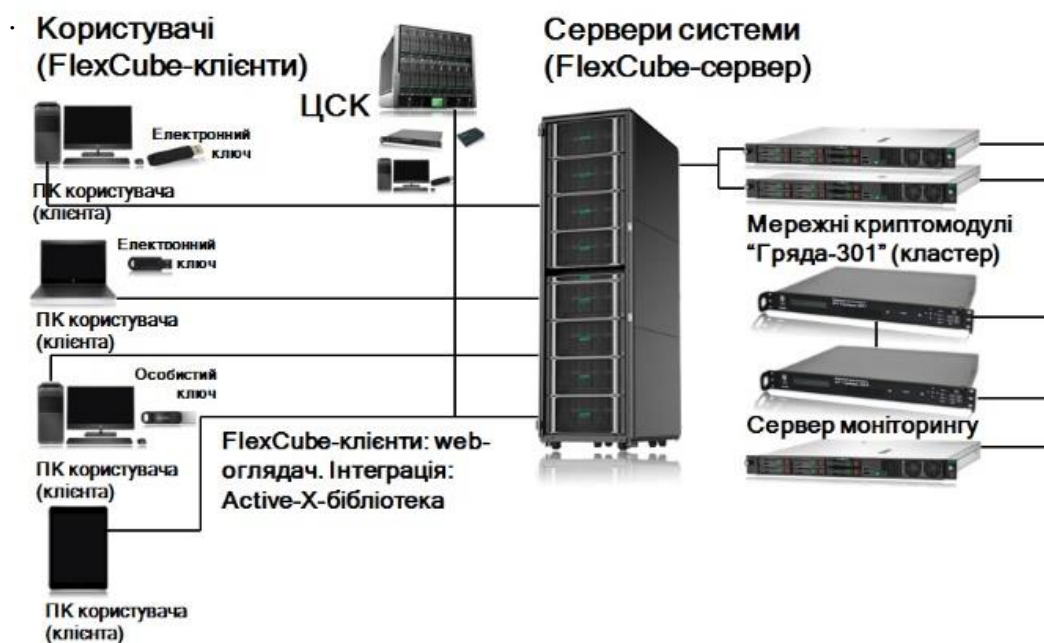 Користувачі
(FlexCube-клієнти)
ЦСК
Сервери системи
(FlexCube-сервер)
Електронний
ключ
ПК користувача
(клієнта)
Електронний
ключ
ПК користувача
(клієнта)
Особистий
ключ
ПК користувача
(клієнта)
ПК користувача
(клієнта)
FlexCube-клієнти: web-
оглядач. Інтеграція:
Active-X-бібліотека
Мережні криптомодулі
“Гряда-301” (кластер)
Сервер моніторингу